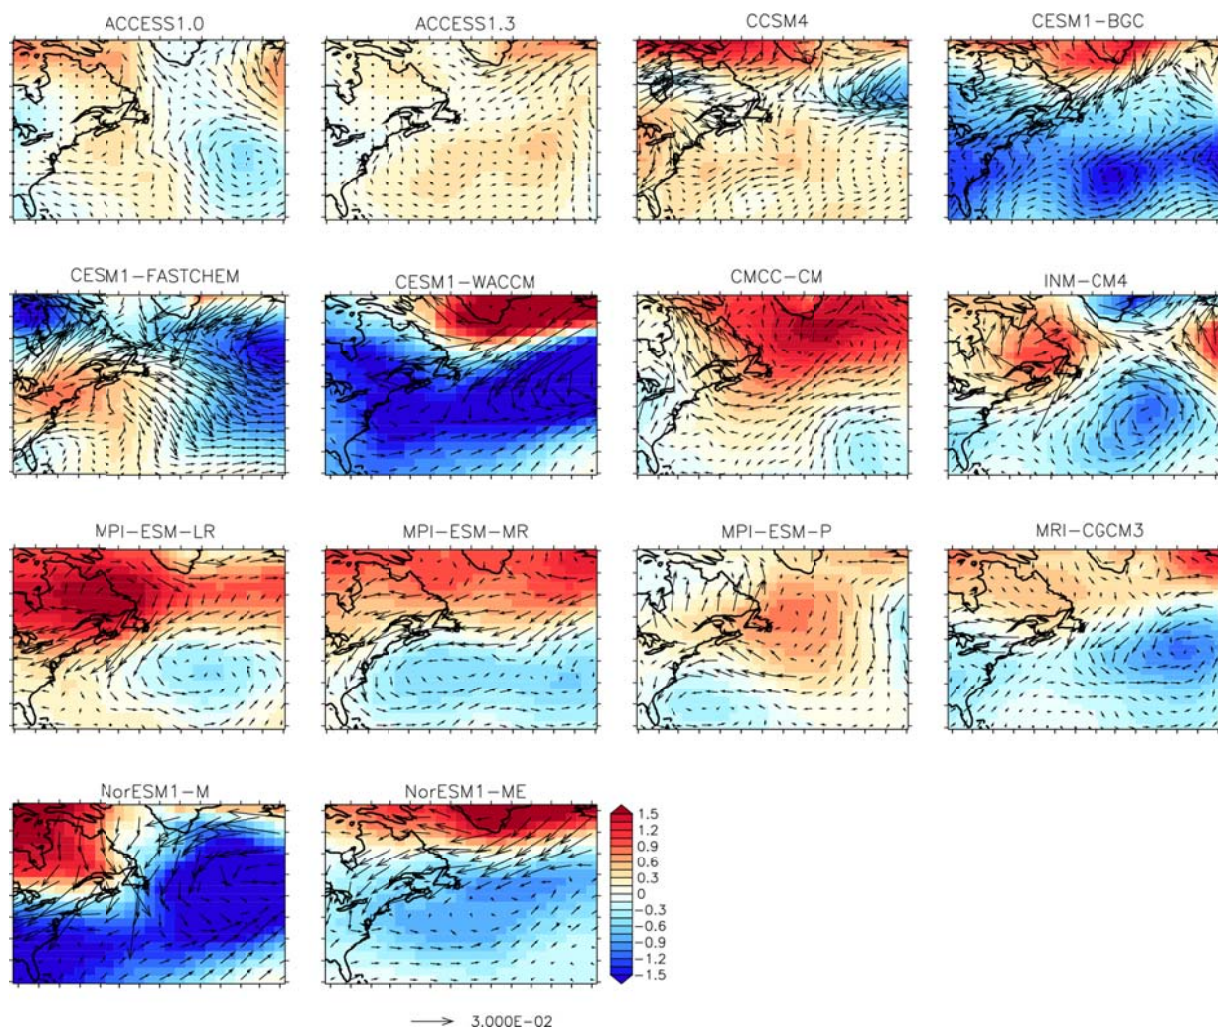 ACCESS1.0
ACCESS1.3
CCSM4
CESM1-BGC
CESM1-FASTCHEM
CESM1-WACCM
CMCC-CM
INM-CM4
MPI-ESM-LR
MPI-ESM-MR
MPI-ESM-P
MRI-CGCM3
NorESM1-M
NorESM1-ME
1.5
1.2
0.9
0.6
0.3
0
-0.3
-0.6
-0.9
-1.2
-1.5
3.000E-02